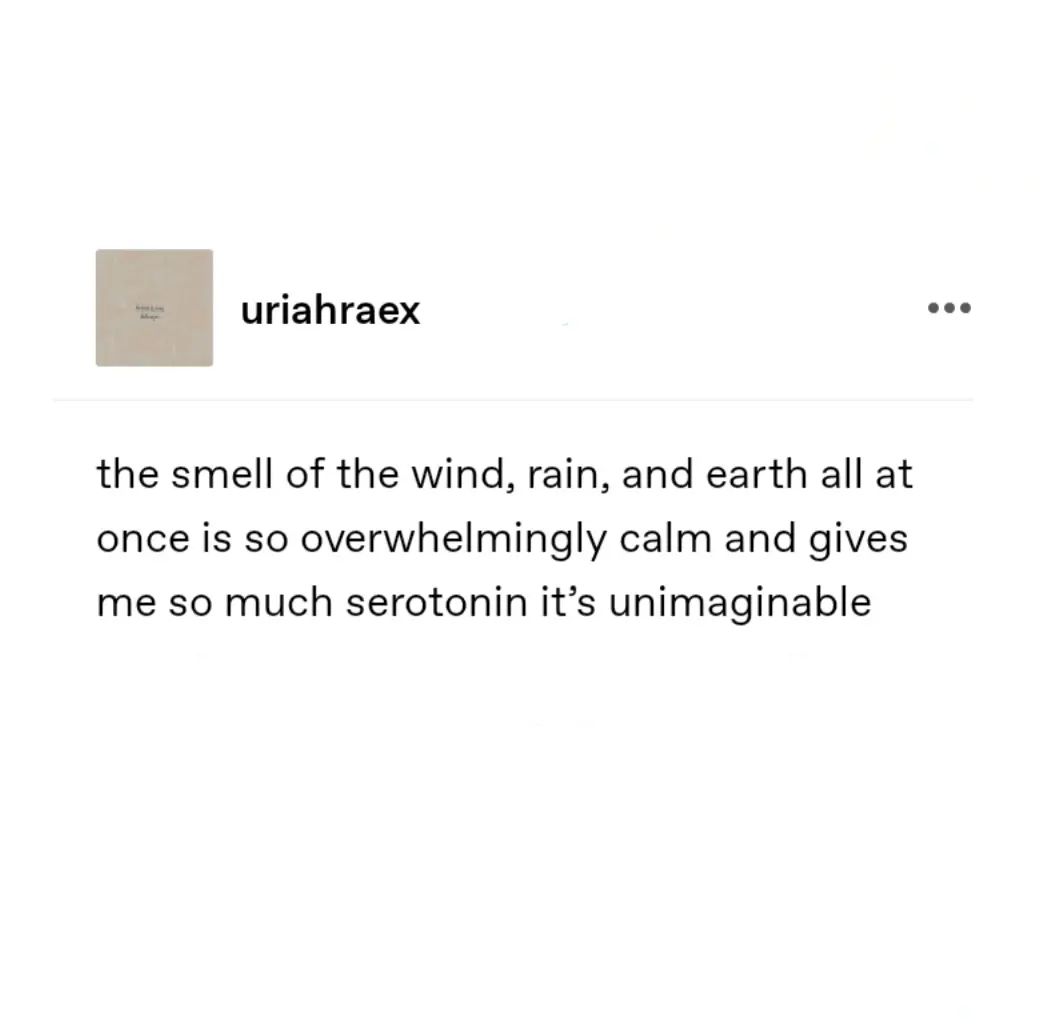 uriahraex
the smell of the wind, rain, and earth all at
once is so overwhelmingly calm and gives
me so much serotonin it’s unimaginable